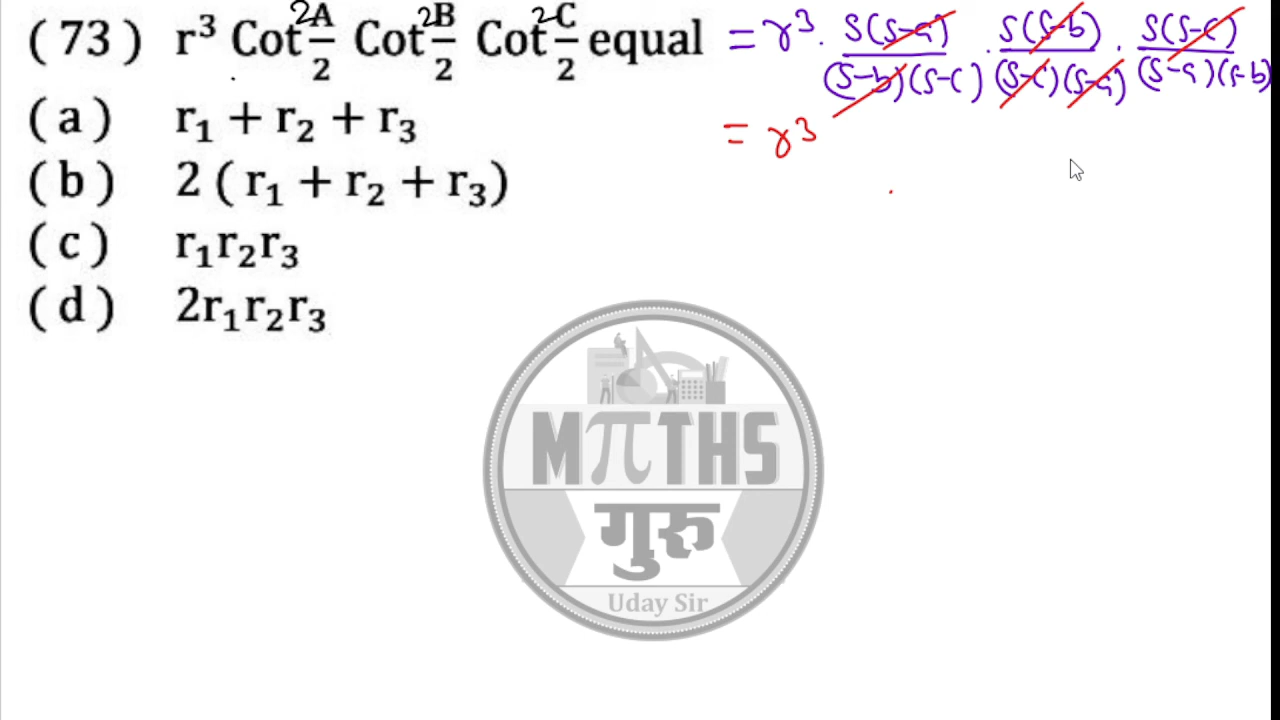 (73) r³ Cot²A/2 Cot²B/2 Cot²C/2 equal = r³. s(s-a)/(s-b)(s-c) . s(s-b)/(s-c)(s-a) . s(s-c)/(s-a)(s-b)
= r³
(a) r₁ + r₂ + r₃
(b) 2 ( r₁ + r₂ + r₃)
(c) r₁r₂r₃
(d) 2r₁r₂r₃
MπTHS
गुरु
Uday Sir